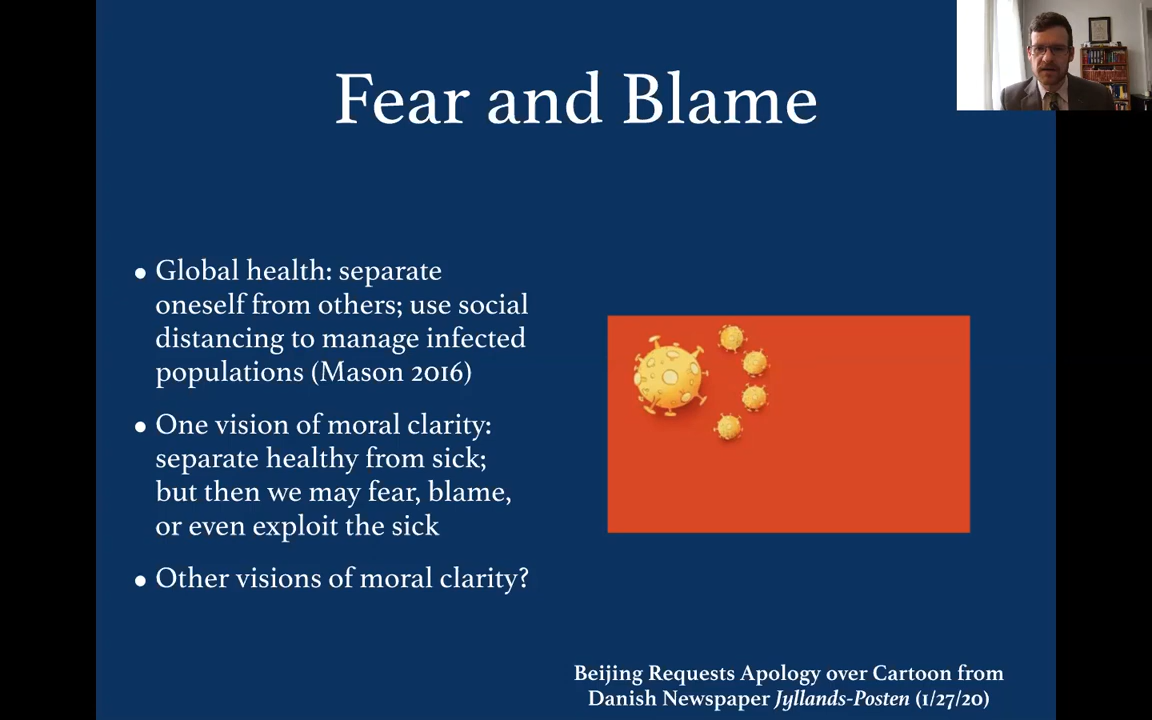 Fear and Blame
• Global health: separate
oneself from others; use social
distancing to manage infected
populations (Mason 2016)
• One vision of moral clarity:
separate healthy from sick;
but then we may fear, blame,
or even exploit the sick
• Other visions of moral clarity?
Beijing Requests Apology over Cartoon from
Danish Newspaper Jyllands-Posten (1/27/20)